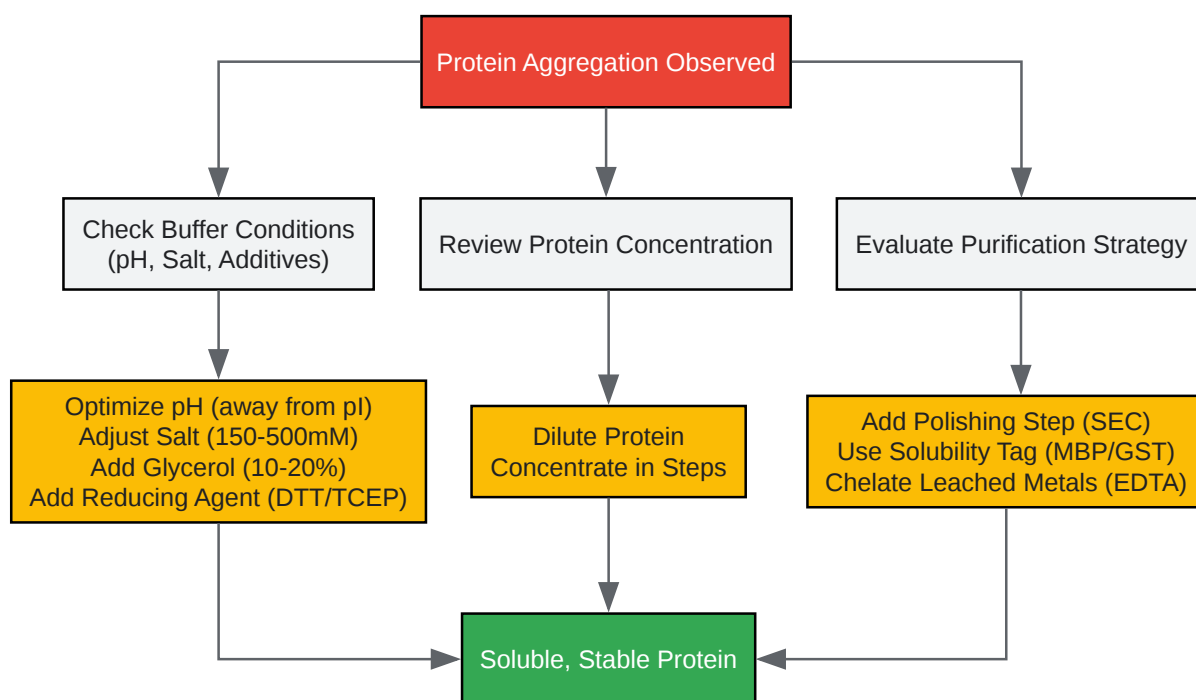 Protein Aggregation Observed
Check Buffer Conditions
(pH, Salt, Additives)
Review Protein Concentration
Evaluate Purification Strategy
Optimize pH (away from pI)
Adjust Salt (150-500mM)
Add Glycerol (10-20%)
Add Reducing Agent (DTT/TCEP)
Dilute Protein
Concentrate in Steps
Add Polishing Step (SEC)
Use Solubility Tag (MBP/GST)
Chelate Leached Metals (EDTA)
Soluble, Stable Protein